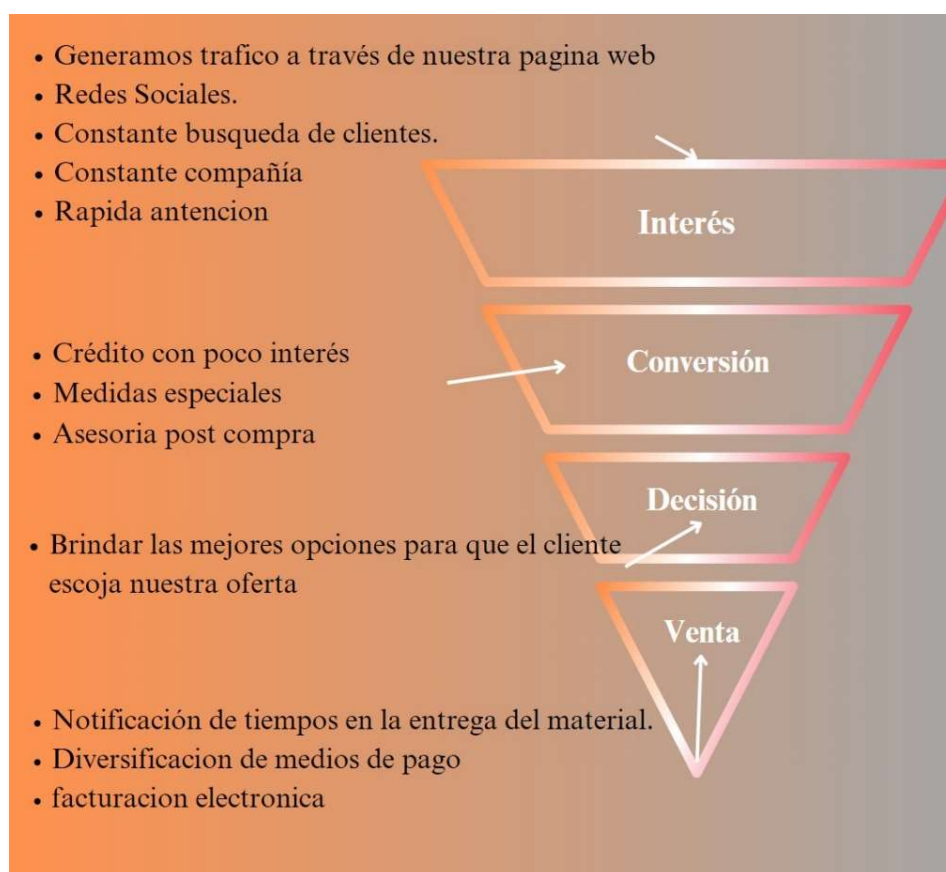 • Generamos trafico a través de nuestra pagina web
• Redes Sociales.
• Constante busqueda de clientes.
• Constante compañía
• Rapida antencion
Interés
• Crédito con poco interés
• Medidas especiales
• Asesoria post compra
Conversión
Decisión
• Brindar las mejores opciones para que el cliente
escoja nuestra oferta
Venta
• Notificación de tiempos en la entrega del material.
• Diversificacion de medios de pago
• facturacion electronica